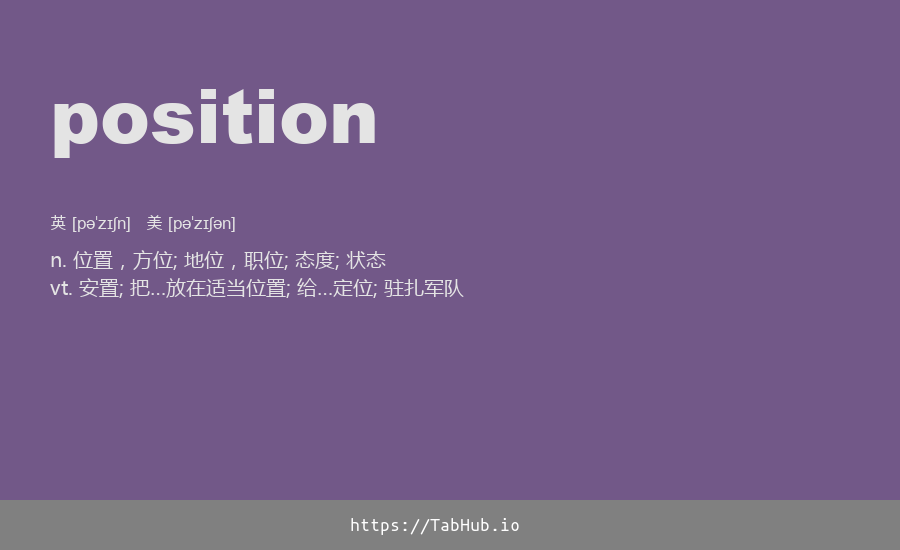 position
英 [pə'zɪʃn] 美 [pə'zɪʃən]
n. 位置，方位; 地位，职位; 态度; 状态
vt. 安置; 把…放在适当位置; 给…定位; 驻扎军队
https://TabHub.io